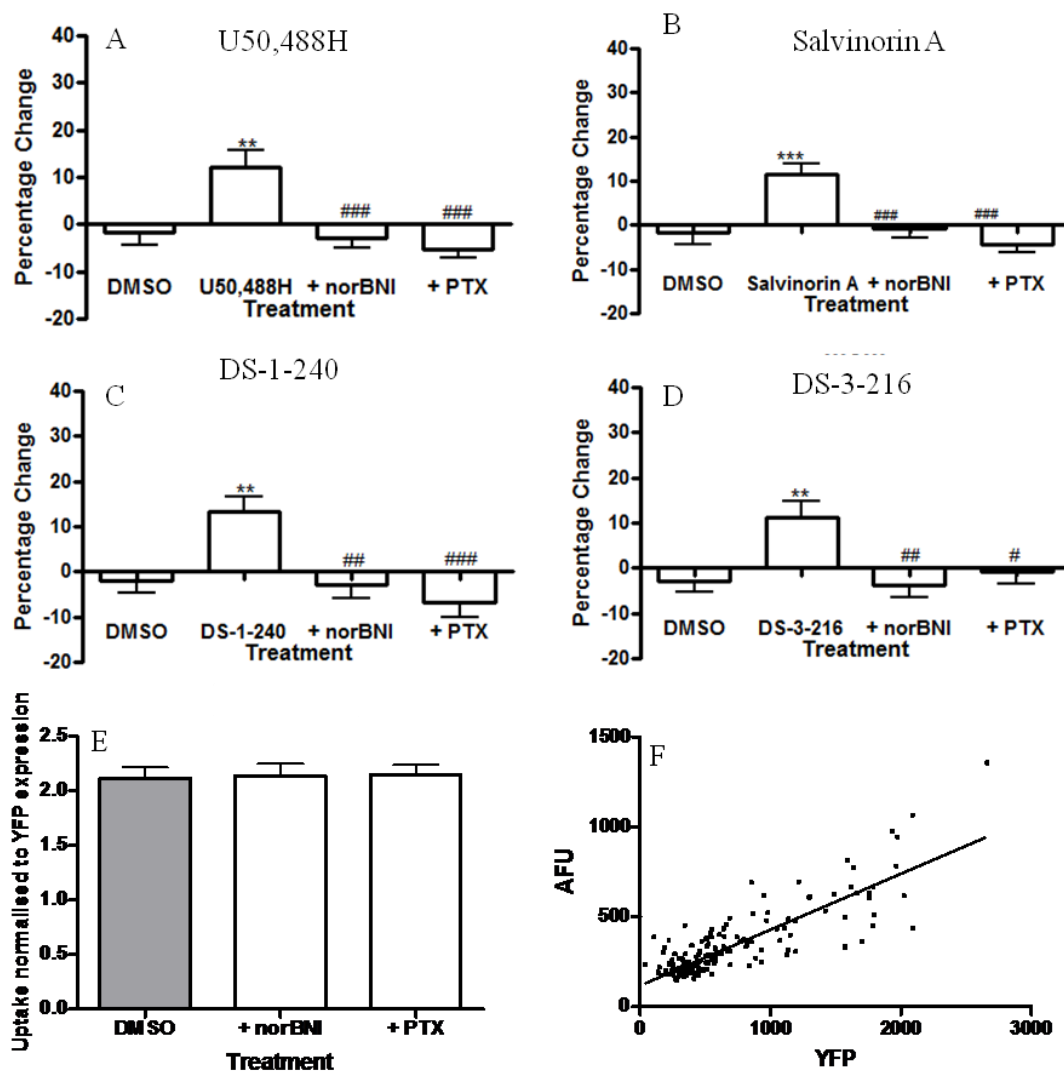 A
U50,488H
Percentage Change
40
30
20
10
0
-10
-20
**
###
###
DMSO
U50,488H
+ norBNI
+ PTX
Treatment
B
Salvinorin A
Percentage Change
40
30
20
10
0
-10
-20
***
###
###
DMSO
Salvinorin A
+ norBNI
+ PTX
Treatment
C
DS-1-240
Percentage Change
40
30
20
10
0
-10
-20
**
##
###
DMSO
DS-1-240
+ norBNI
+ PTX
Treatment
D
DS-3-216
Percentage Change
40
30
20
10
0
-10
-20
**
##
#
DMSO
DS-3-216
+ norBNI
+ PTX
Treatment
E
Uptake normalised to YFP expression
2.5
2.0
1.5
1.0
0.5
0.0
DMSO
+ norBNI
+ PTX
Treatment
F
AFU
1500
1000
500
0
0
1000
2000
3000
YFP